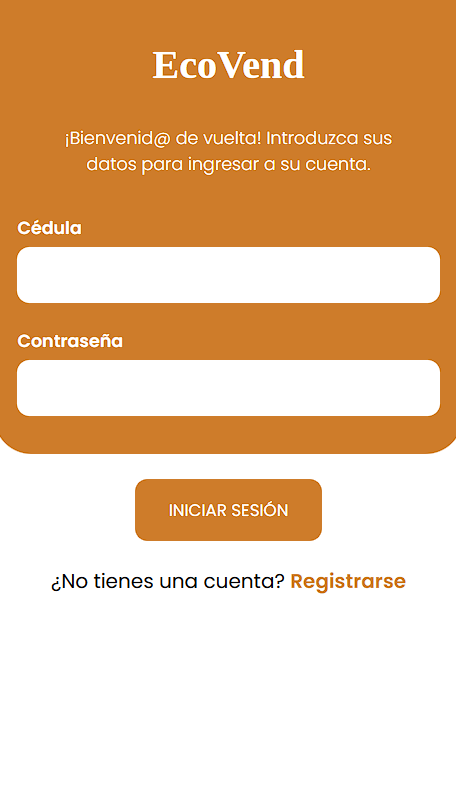 EcoVend
¡Bienvenid@ de vuelta! Introduzca sus
datos para ingresar a su cuenta.
Cédula
Contraseña
INICIAR SESIÓN
¿No tienes una cuenta? Registrarse